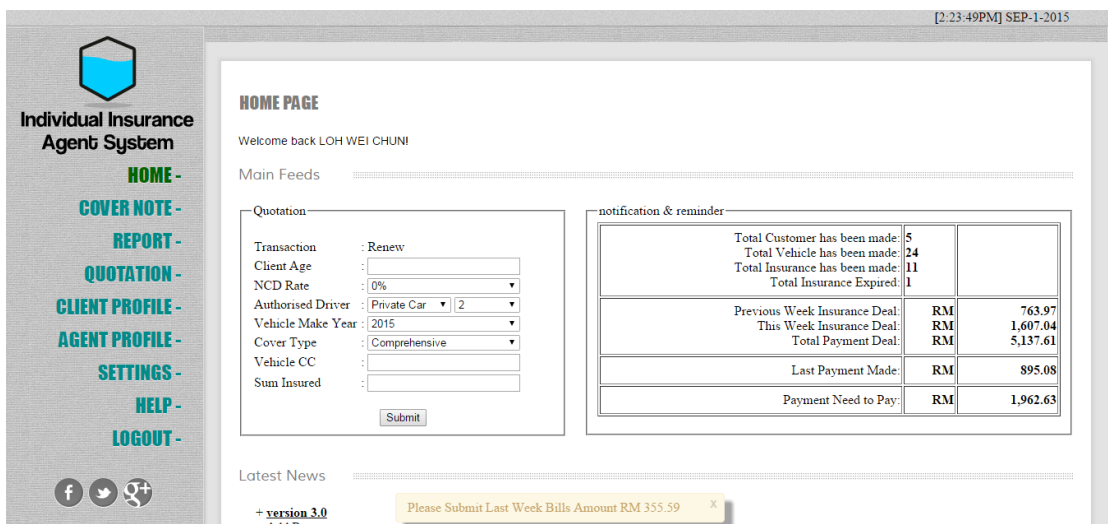 [2:23:49PM] SEP-1-2015
Individual Insurance
Agent System
HOME -
COVER NOTE -
REPORT -
QUOTATION -
CLIENT PROFILE -
AGENT PROFILE -
SETTINGS -
HELP -
LOGOUT -
HOME PAGE
Welcome back LOH WEI CHUN!
Main Feeds
Quotation
Transaction : Renew
Client Age :
NCD Rate : 0%
Authorised Driver : Private Car 2
Vehicle Make Year : 2015
Cover Type : Comprehensive
Vehicle CC :
Sum Insured :
Submit
notification & reminder
Total Customer has been made: 5
Total Vehicle has been made: 24
Total Insurance has been made: 11
Total Insurance Expired: 1
Previous Week Insurance Deal: RM 763.97
This Week Insurance Deal: RM 1,607.04
Total Payment Deal: RM 5,137.61
Last Payment Made: RM 895.08
Payment Need to Pay: RM 1,962.63
Latest News
+ version 3.0
Please Submit Last Week Bills Amount RM 355.59 x